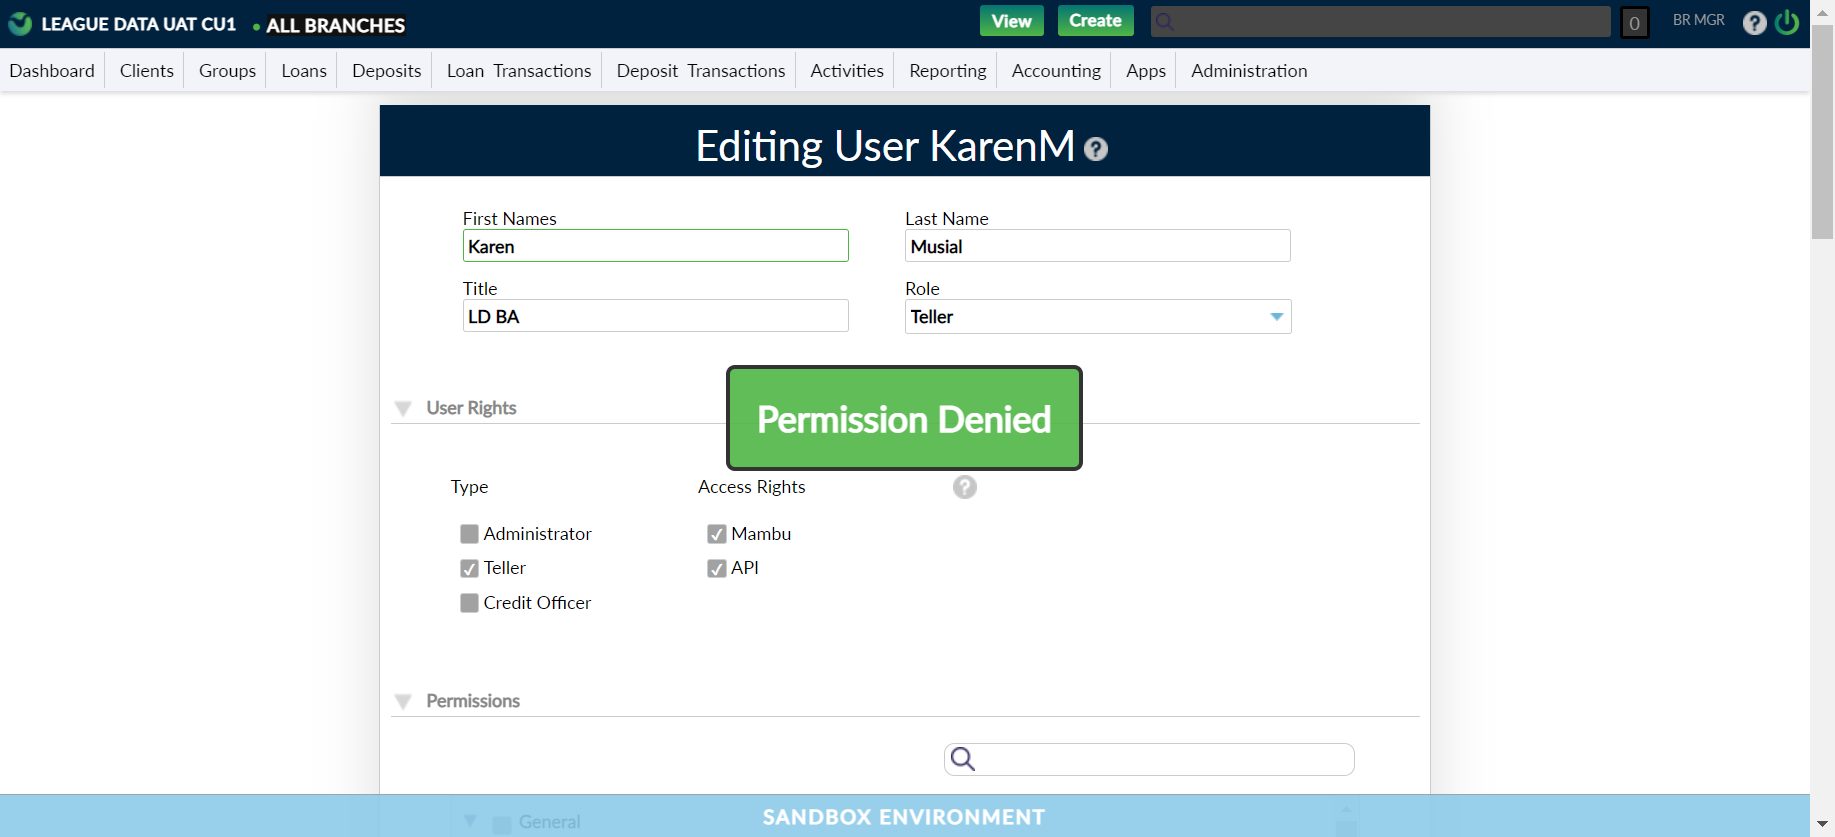 LEAGUE DATA UAT CU1 • ALL BRANCHES
View Create 0 BR MGR ?
Dashboard Clients Groups Loans Deposits Loan Transactions Deposit Transactions Activities Reporting Accounting Apps Administration
Editing User KarenM ?
First Names Last Name
Karen Musial
Title Role
LD BA Teller
Permission Denied
User Rights
Type Access Rights ?
Administrator Mambu
Teller API
Credit Officer
Permissions
SANDBOX ENVIRONMENT
General